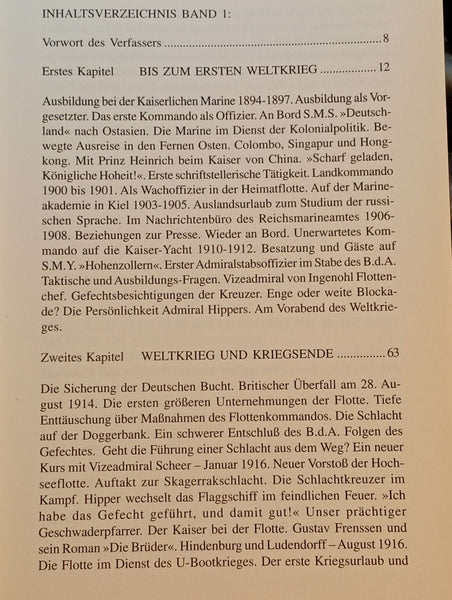 INHALTSVERZEICHNIS BAND 1:
Vorwort des Verfassers ........................................................ 8
Erstes Kapitel BIS ZUM ERSTEN WELTKRIEG .............. 12
Ausbildung bei der Kaiserlichen Marine 1894-1897. Ausbildung als Vor-
gesetzter. Das erste Kommando als Offizier. An Bord S.M.S. »Deutsch-
land« nach Ostasien. Die Marine im Dienst der Kolonialpolitik. Be-
wegte Ausreise in den Fernen Osten. Colombo, Singapur und Hong-
kong. Mit Prinz Heinrich beim Kaiser von China. »Scharf geladen,
Königliche Hoheit!«. Erste schriftstellerische Tätigkeit. Landkommando
1900 bis 1901. Als Wachoffizier in der Heimatflotte. Auf der Marine-
akademie in Kiel 1903-1905. Auslandsurlaub zum Studium der russi-
schen Sprache. Im Nachrichtenbüro des Reichsmarineamtes 1906-
1908. Beziehungen zur Presse. Wieder an Bord. Unerwartetes Kom-
mando auf die Kaiser-Yacht 1910-1912. Besatzung und Gäste auf
S.M.Y. »Hohenzollern«. Erster Admiralstabsoffizier im Stabe des B.d.A.
Taktische und Ausbildungs-Fragen. Vizeadmiral von Ingenohl Flotten-
chef. Gefechtsbesichtigungen der Kreuzer. Enge oder weite Blocka-
de? Die Persönlichkeit Admiral Hippers. Am Vorabend des Weltkrie-
ges.
Zweites Kapitel WELTKRIEG UND KRIEGSENDE ............... 63
Die Sicherung der Deutschen Bucht. Britischer Überfall am 28. Au-
gust 1914. Die ersten größeren Unternehmungen der Flotte. Tiefe
Enttäuschung über Maßnahmen des Flottenkommandos. Die Schlacht
auf der Doggerbank. Ein schwerer Entschluß des B.d.A. Folgen des
Gefechtes. Geht die Führung einer Schlacht aus dem Weg? Ein neuer
Kurs mit Vizeadmiral Scheer – Januar 1916. Neuer Vorstoß der Hoch-
seeflotte. Auftakt zur Skagerrakschlacht. Die Schlachtkreuzer im
Kampf. Hipper wechselt das Flaggschiff im feindlichen Feuer. »Ich
habe das Gefecht geführt, und damit gut!« Unser prächtiger
Geschwaderpfarrer. Der Kaiser bei der Flotte. Gustav Frenssen und
sein Roman »Die Brüder«. Hindenburg und Ludendorff – August 1916.
Die Flotte im Dienst des U-Bootkrieges. Der erste Kriegsurlaub und